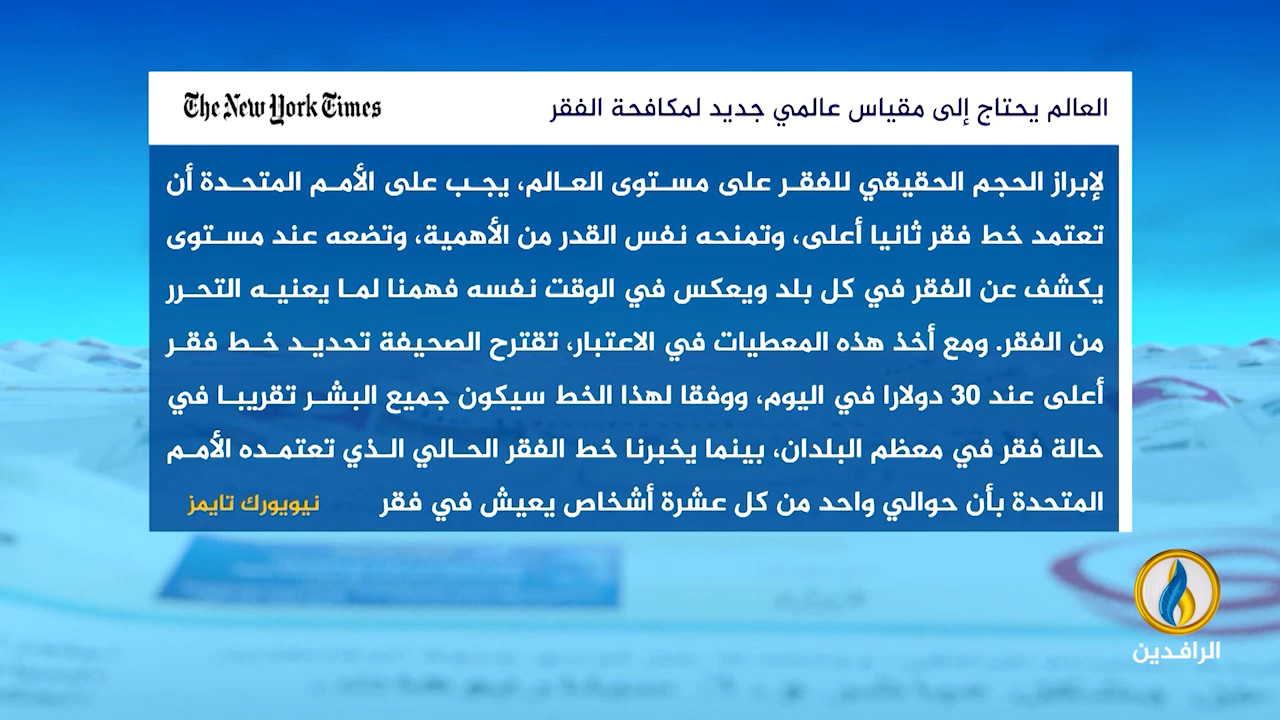 العالم يحتاج إلى مقياس عالمي جديد لمكافحة الفقر
The New York Times
لإبراز الحجم الحقيقي للفقر على مستوى العالم، يجب على الأمم المتحدة أن
تعتمد خط فقر ثانيا أعلى، وتمنحه نفس القدر من الأهمية، وتضعه عند مستوى
يكشف عن الفقر في كل بلد ويعكس في الوقت نفسه فهمنا لما يعنيه التحرر
من الفقر. ومع أخذ هذه المعطيات في الاعتبار، تقترح الصحيفة تحديد خط فقر
أعلى عند 30 دولارا في اليوم، ووفقا لهذا الخط سيكون جميع البشر تقريبا في
حالة فقر في معظم البلدان، بينما يخبرنا خط الفقر الحالي الذي تعتمده الأمم
المتحدة بأن حوالي واحد من كل عشرة أشخاص يعيش في فقر
نيويورك تايمز
الرافدين